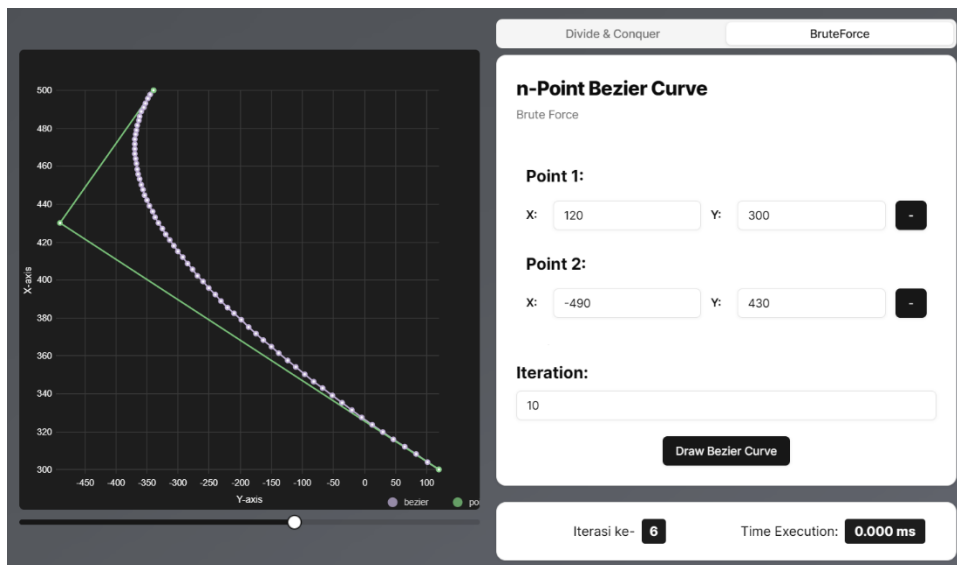 Divide & Conquer BruteForce
n-Point Bezier Curve
Brute Force
Point 1:
X: 120 Y: 300 -
Point 2:
X: -490 Y: 430 -
Iteration:
10
Draw Bezier Curve
Iterasi ke- 6 Time Execution: 0.000 ms
500
480
460
440
420
400
380
360
340
320
300
X-axis
-450 -400 -350 -300 -250 -200 -150 -100 -50 0 50 100
Y-axis
bezier po